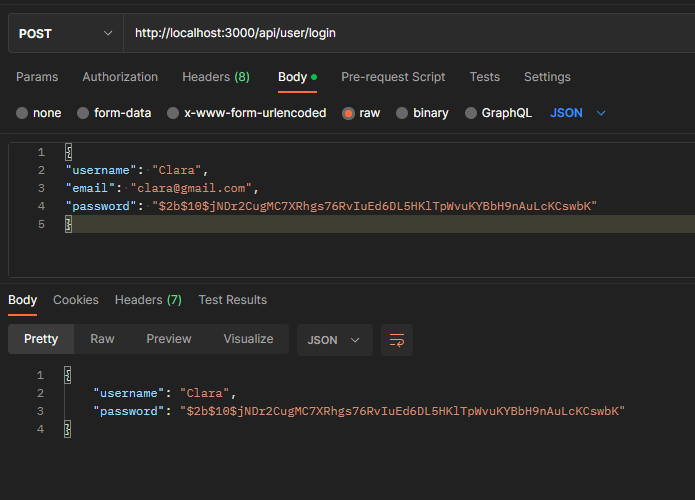 POST http://localhost:3000/api/user/login
Params Authorization Headers (8) Body Pre-request Script Tests Settings
none form-data x-www-form-urlencoded raw binary GraphQL JSON
1 {
2 "username": "Clara",
3 "email": "clara@gmail.com",
4 "password": "$2b$10$jNDr2CugMC7XRhgs76RvIuEd6DL5HKlTpWvuKYBbH9nAuLcKCswbK"
5 }
Body Cookies Headers (7) Test Results
Pretty Raw Preview Visualize JSON
1 {
2 "username": "Clara",
3 "password": "$2b$10$jNDr2CugMC7XRhgs76RvIuEd6DL5HKlTpWvuKYBbH9nAuLcKCswbK"
4 }